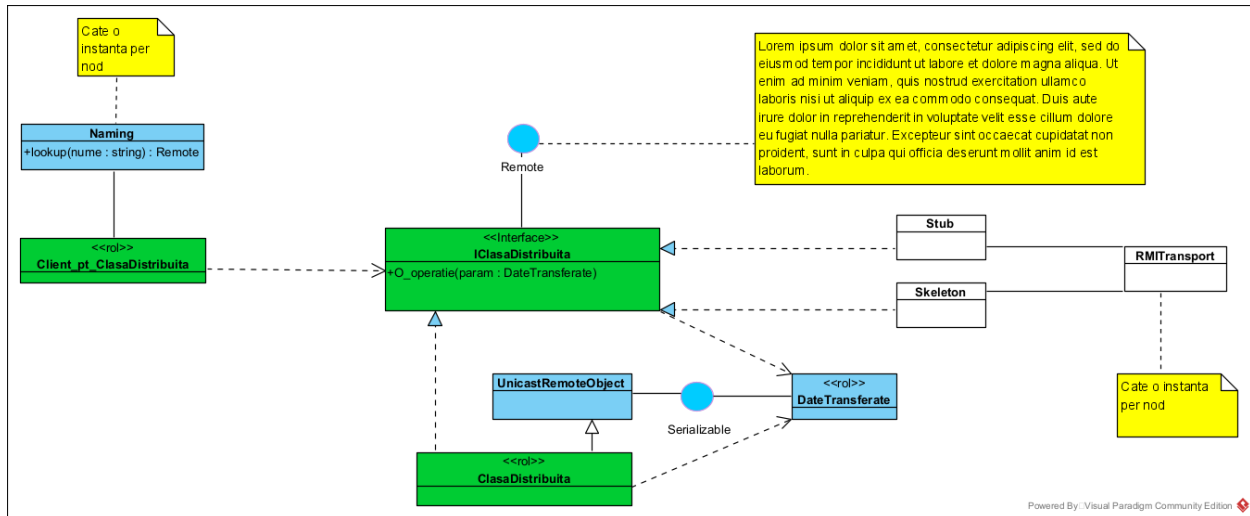 Cate o
instanta per
nod
Naming
+lookup(nume : string) : Remote
<<rol>>
Client_pt_ClasaDistribuita
Remote
Lorem ipsum dolor sit amet, consectetur adipiscing elit, sed do
eiusmod tempor incididunt ut labore et dolore magna aliqua. Ut
enim ad minim veniam, quis nostrud exercitation ullamco
laboris nisi ut aliquip ex ea commodo consequat. Duis aute
irure dolor in reprehenderit in voluptate velit esse cillum dolore
eu fugiat nulla pariatur. Excepteur sint occaecat cupidatat non
proident, sunt in culpa qui officia deserunt mollit anim id est
laborum.
<<Interface>>
IClasaDistribuita
+O_operatie(param : DateTransferate)
Stub
Skeleton
RMITransport
Cate o instanta
per nod
UnicastRemoteObject
Serializable
<<rol>>
DateTransferate
<<rol>>
ClasaDistribuita
Powered By Visual Paradigm Community Edition